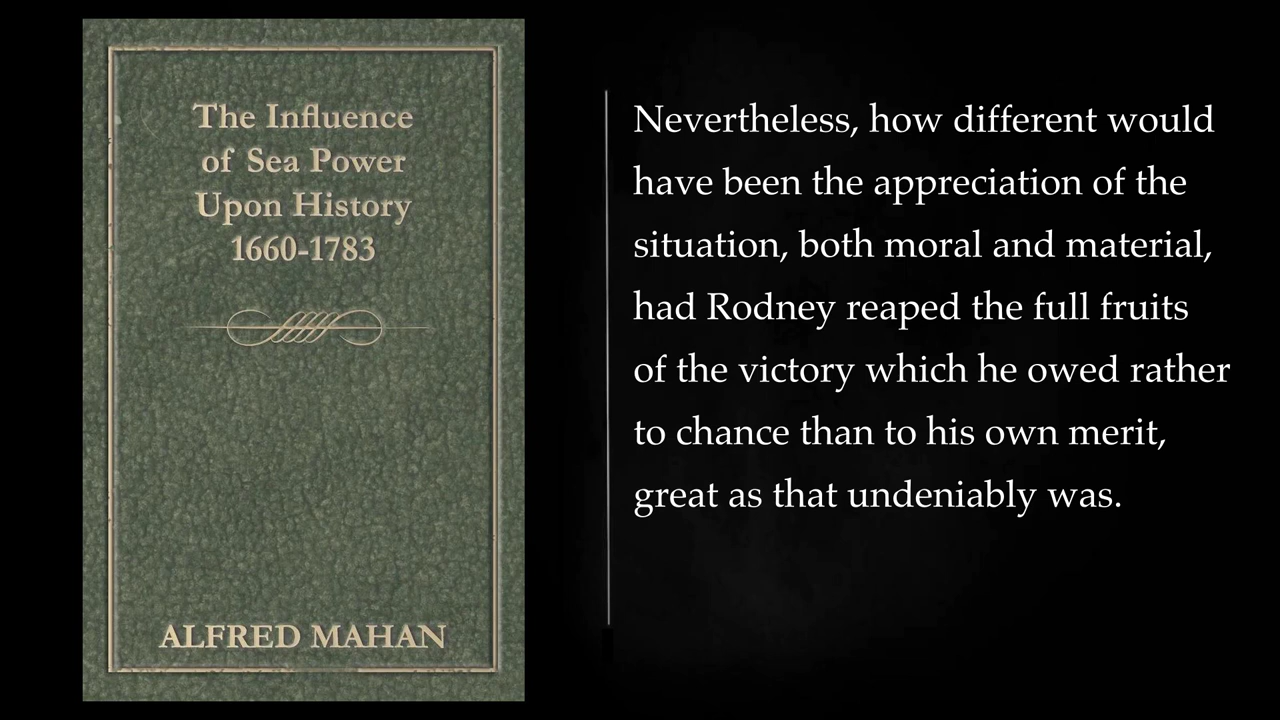 The Influence
of Sea Power
Upon History
1660-1783
ALFRED MAHAN
Nevertheless, how different would
have been the appreciation of the
situation, both moral and material,
had Rodney reaped the full fruits
of the victory which he owed rather
to chance than to his own merit,
great as that undeniably was.